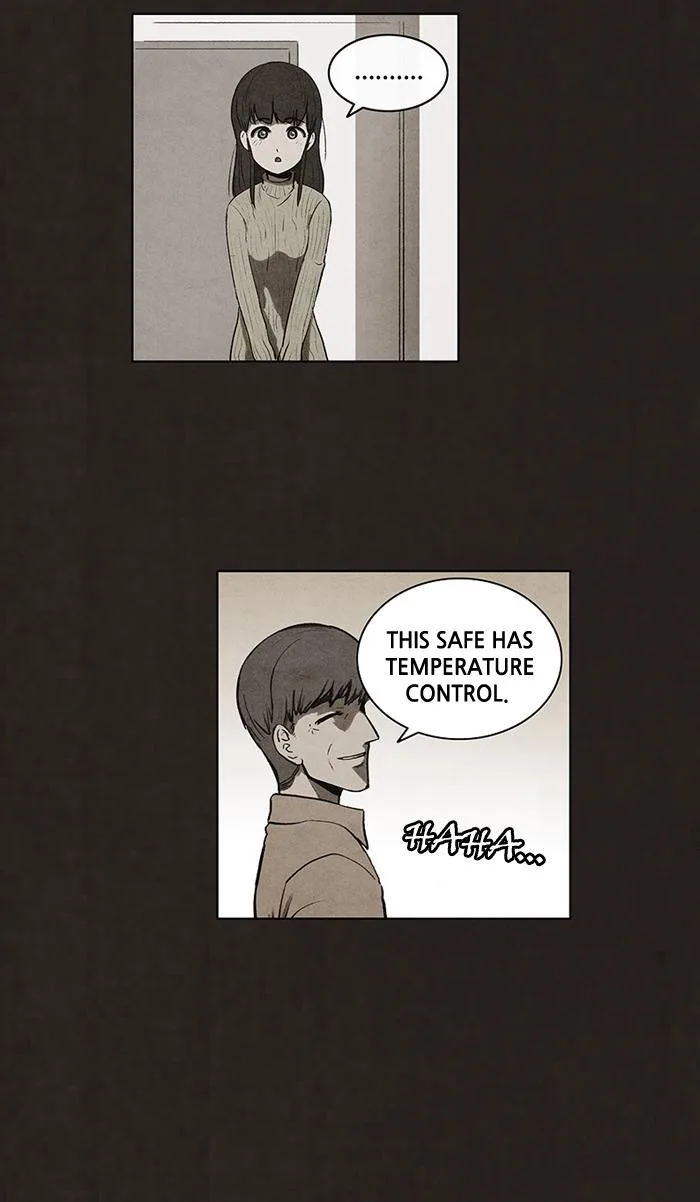 ..........
THIS SAFE HAS
TEMPERATURE
CONTROL.
HAHA...